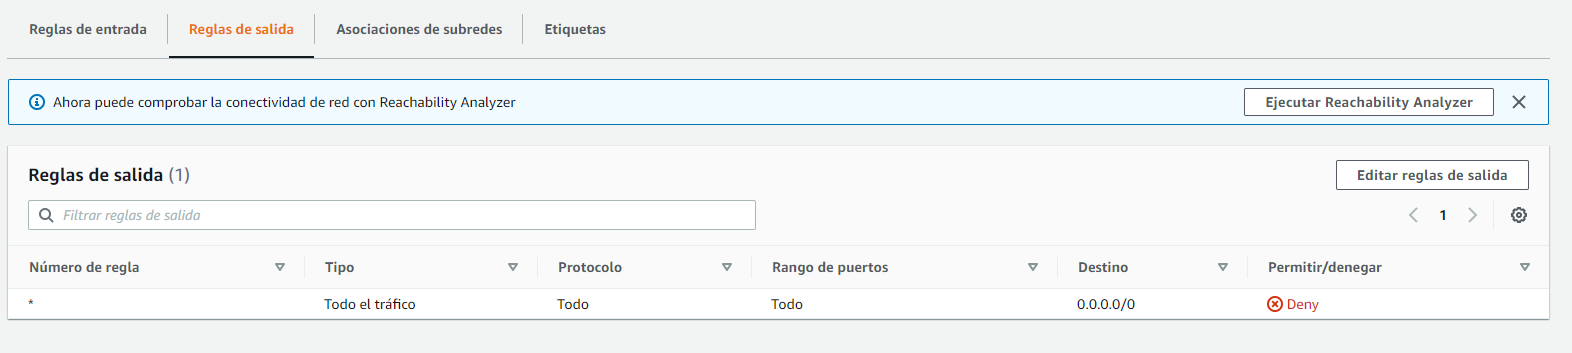 Reglas de entrada
Reglas de salida
Asociaciones de subredes
Etiquetas
Ahora puede comprobar la conectividad de red con Reachability Analyzer
Ejecutar Reachability Analyzer
Reglas de salida (1)
Editar reglas de salida
Filtrar reglas de salida
1
Número de regla Tipo Protocolo Rango de puertos Destino Permitir/denegar
* Todo el tráfico Todo Todo 0.0.0.0/0 Deny